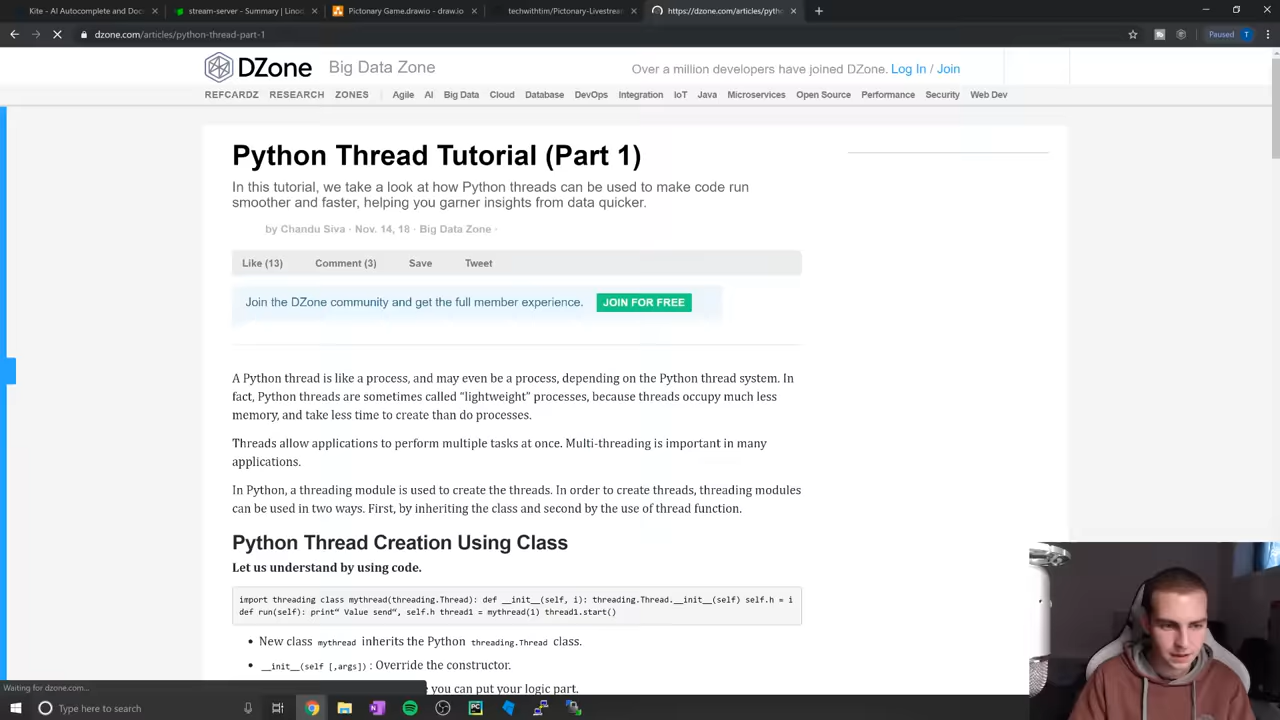 Kite - AI Autocomplete and Doc
stream-server - Summary | Linod
Pictionary Game.drawio - draw.io
techwithtim/Pictonary-Livestream
https://dzone.com/articles/pytho
dzone.com/articles/python-thread-part-1
Paused
T
DZone
Big Data Zone
Over a million developers have joined DZone. Log In / Join
REFCARDZ RESEARCH ZONES Agile AI Big Data Cloud Database DevOps Integration IoT Java Microservices Open Source Performance Security Web Dev
Python Thread Tutorial (Part 1)
In this tutorial, we take a look at how Python threads can be used to make code run
smoother and faster, helping you garner insights from data quicker.
by Chandu Siva · Nov. 14, 18 · Big Data Zone ·
Like (13) Comment (3) Save Tweet
Join the DZone community and get the full member experience. JOIN FOR FREE
A Python thread is like a process, and may even be a process, depending on the Python thread system. In
fact, Python threads are sometimes called “lightweight” processes, because threads occupy much less
memory, and take less time to create than do processes.
Threads allow applications to perform multiple tasks at once. Multi-threading is important in many
applications.
In Python, a threading module is used to create the threads. In order to create threads, threading modules
can be used in two ways. First, by inheriting the class and second by the use of thread function.
Python Thread Creation Using Class
Let us understand by using code.
import threading class mythread(threading.Thread): def __init__(self, i): threading.Thread.__init__(self) self.h = i
def run(self): print“ Value send“, self.h thread1 = mythread(1) thread1.start()
• New class mythread inherits the Python threading.Thread class.
• __init__(self [,args]) : Override the constructor.
you can put your logic part.
Waiting for dzone.com...
Type here to search